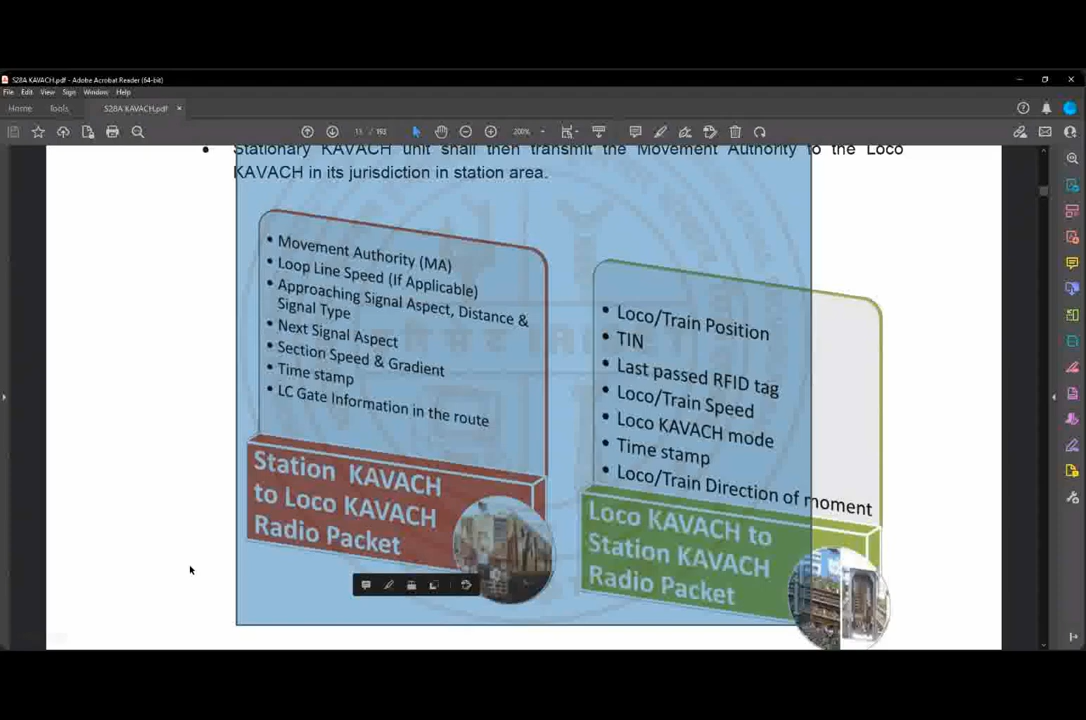 S28A KAVACH.pdf - Adobe Acrobat Reader (64-bit)
File Edit View Sign Window Help
Home Tools S28A KAVACH.pdf ×
11 / 192 200%
Stationary KAVACH unit shall then transmit the Movement Authority to the Loco
KAVACH in its jurisdiction in station area.
• Movement Authority (MA)
• Loop Line Speed (If Applicable)
• Approaching Signal Aspect, Distance &
Signal Type
• Next Signal Aspect
• Section Speed & Gradient
• Time stamp
• LC Gate Information in the route
Station KAVACH
to Loco KAVACH
Radio Packet
• Loco/Train Position
• TIN
• Last passed RFID tag
• Loco/Train Speed
• Loco KAVACH mode
• Time stamp
• Loco/Train Direction of moment
Loco KAVACH to
Station KAVACH
Radio Packet